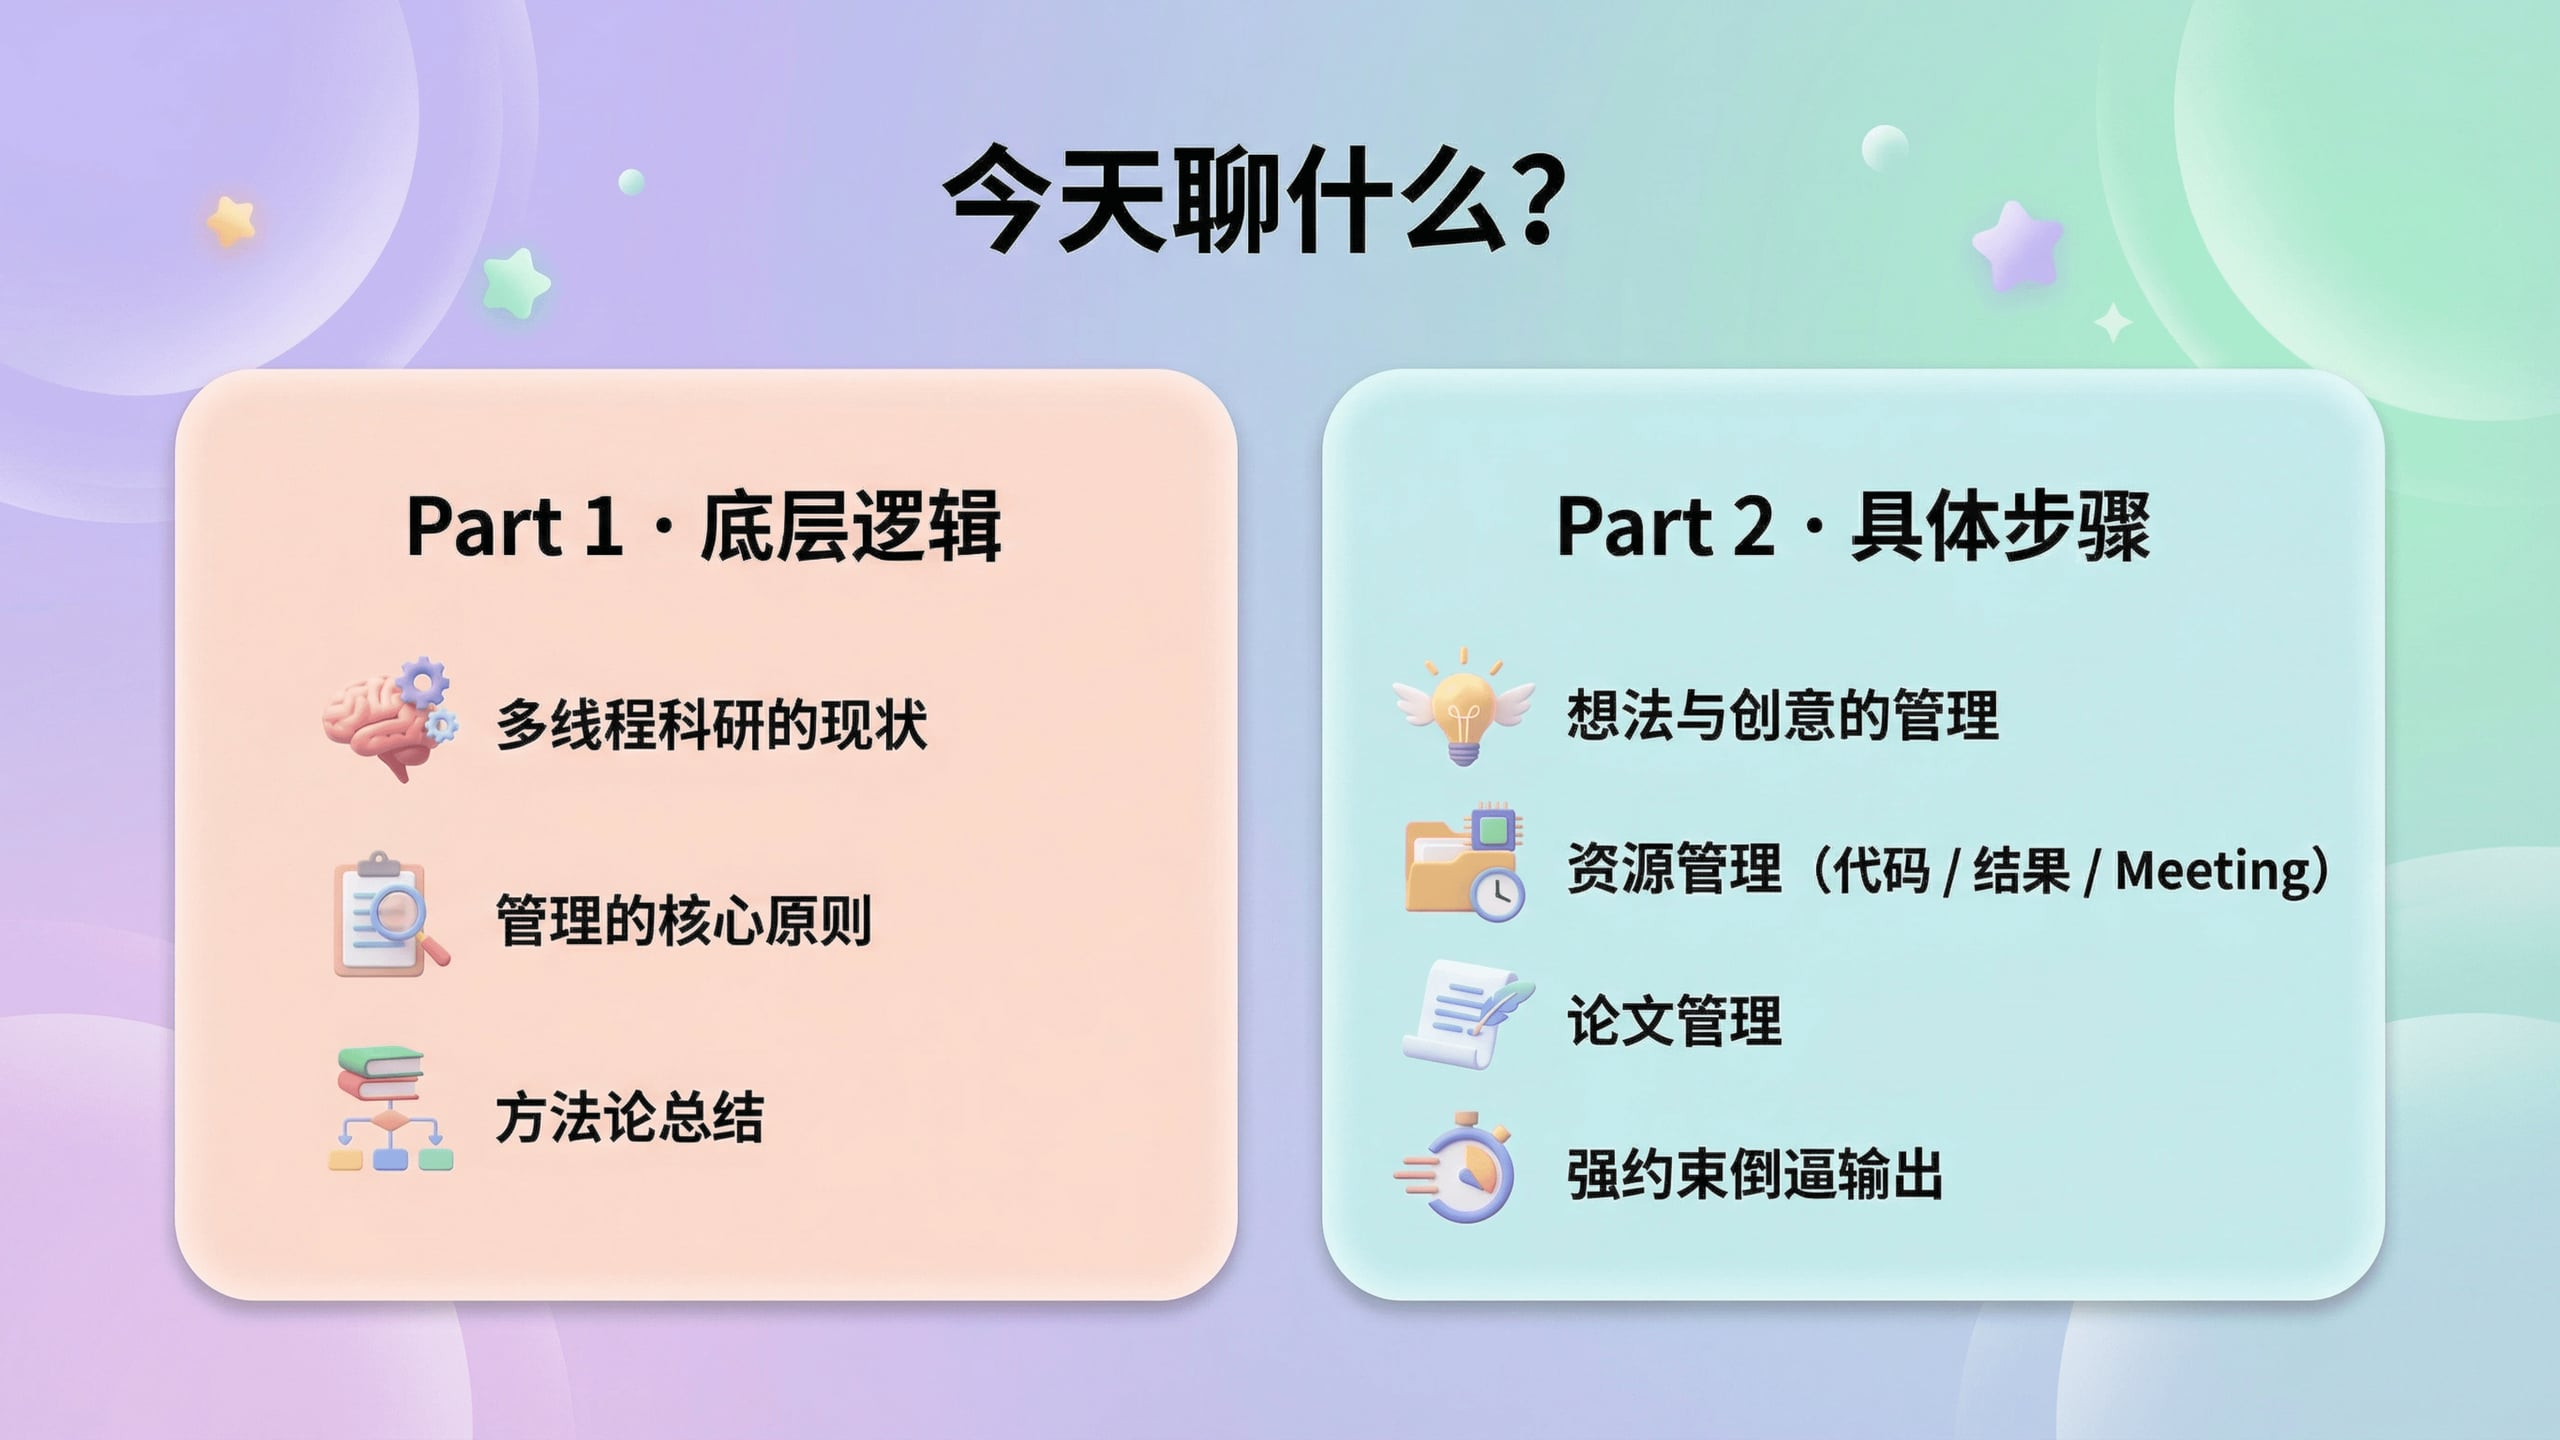 今天聊什么？
Part 1 · 底层逻辑
多线程科研的现状
管理的核心原则
方法论总结
Part 2 · 具体步骤
想法与创意的管理
资源管理（代码 / 结果 / Meeting）
论文管理
强约束倒逼输出